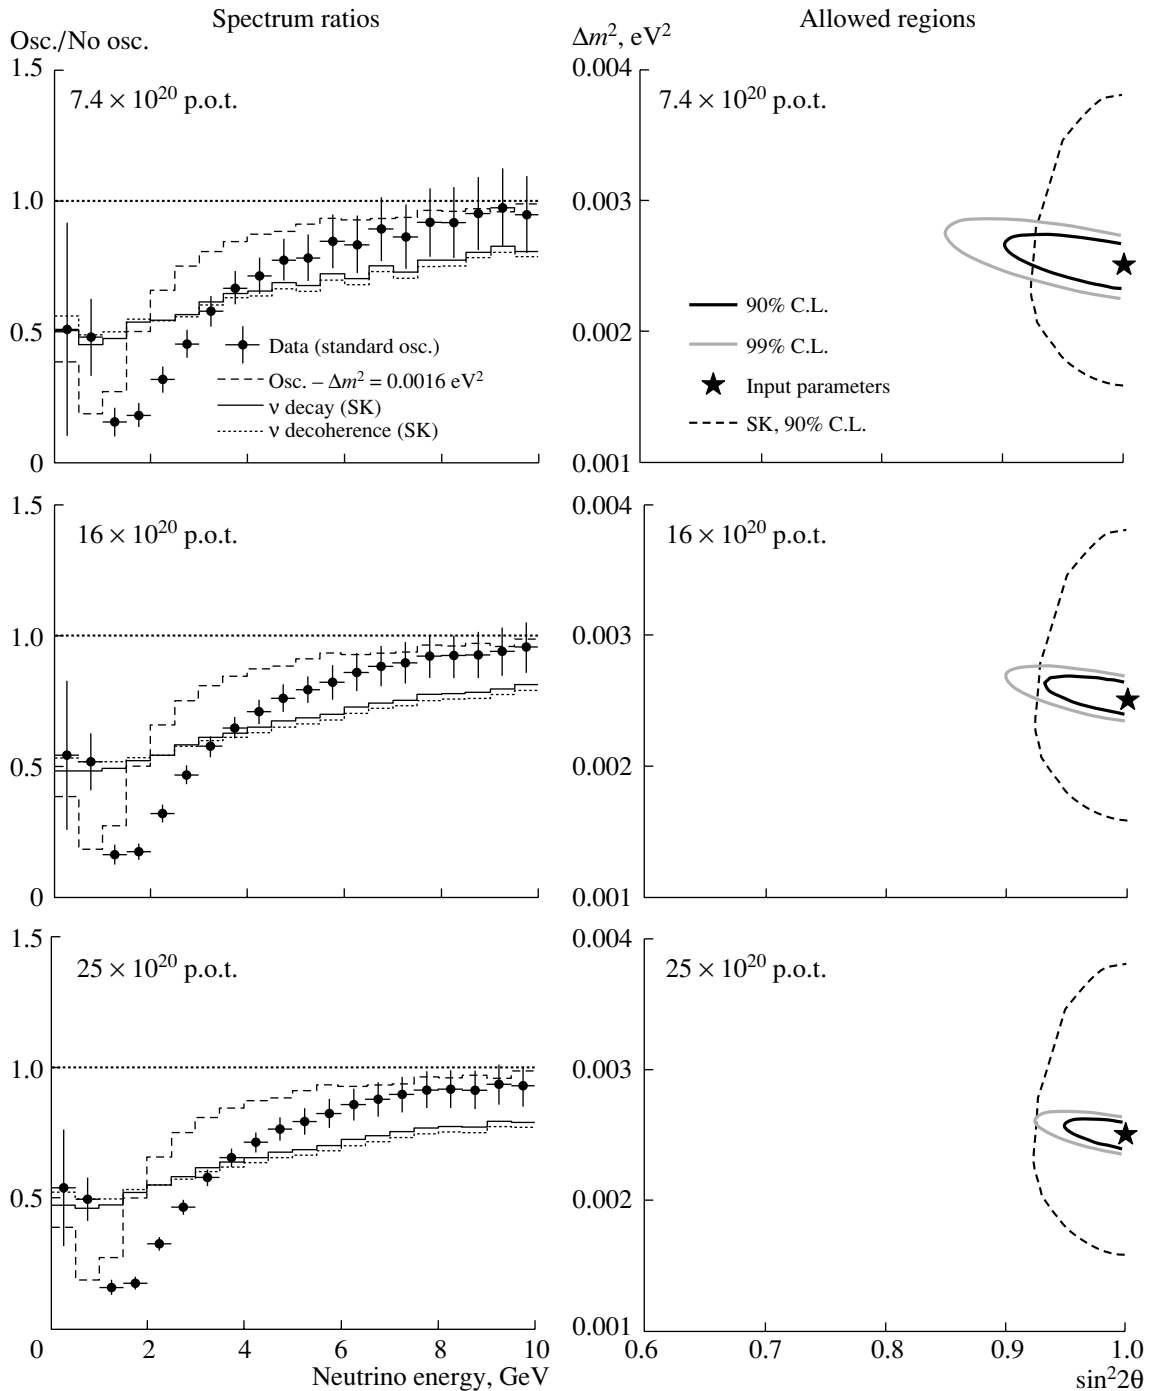 Spectrum ratios
Allowed regions
Osc./No osc.
Δm², eV²
1.5
7.4 × 10²⁰ p.o.t.
1.0
0.5
0
Data (standard osc.)
Osc. – Δm² = 0.0016 eV²
ν decay (SK)
ν decoherence (SK)
0.004
7.4 × 10²⁰ p.o.t.
0.003
0.002
0.001
90% C.L.
99% C.L.
Input parameters
SK, 90% C.L.
1.5
16 × 10²⁰ p.o.t.
1.0
0.5
0
0.004
16 × 10²⁰ p.o.t.
0.003
0.002
0.001
1.5
25 × 10²⁰ p.o.t.
1.0
0.5
0 2 4 6 8 10
Neutrino energy, GeV
0.004
25 × 10²⁰ p.o.t.
0.003
0.002
0.001
0.6 0.7 0.8 0.9 1.0
sin²2θ